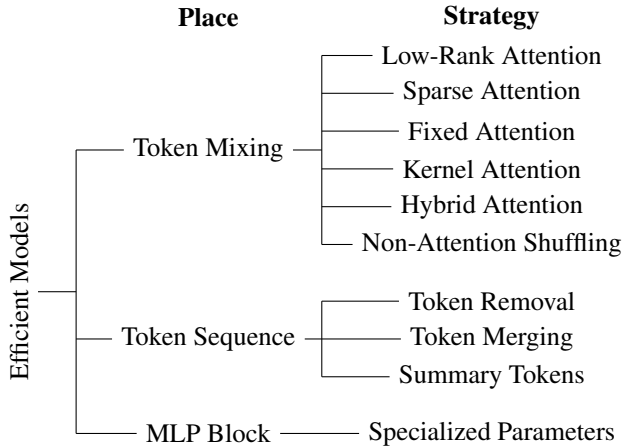 Place
Strategy
Efficient Models
Token Mixing
Low-Rank Attention
Sparse Attention
Fixed Attention
Kernel Attention
Hybrid Attention
Non-Attention Shuffling
Token Sequence
Token Removal
Token Merging
Summary Tokens
MLP Block
Specialized Parameters